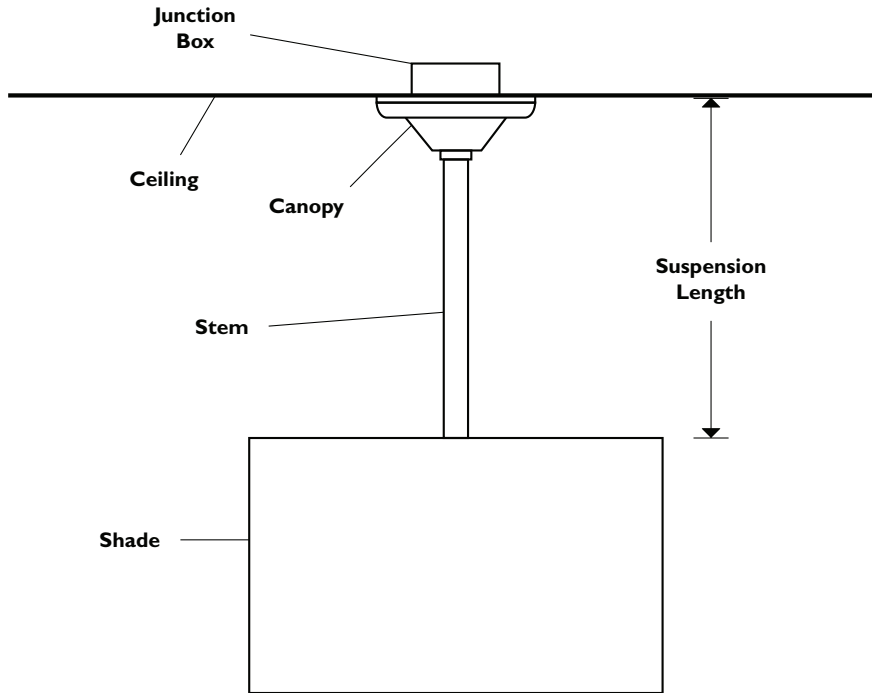 Junction
Box
Ceiling
Canopy
Suspension
Length
Stem
Shade